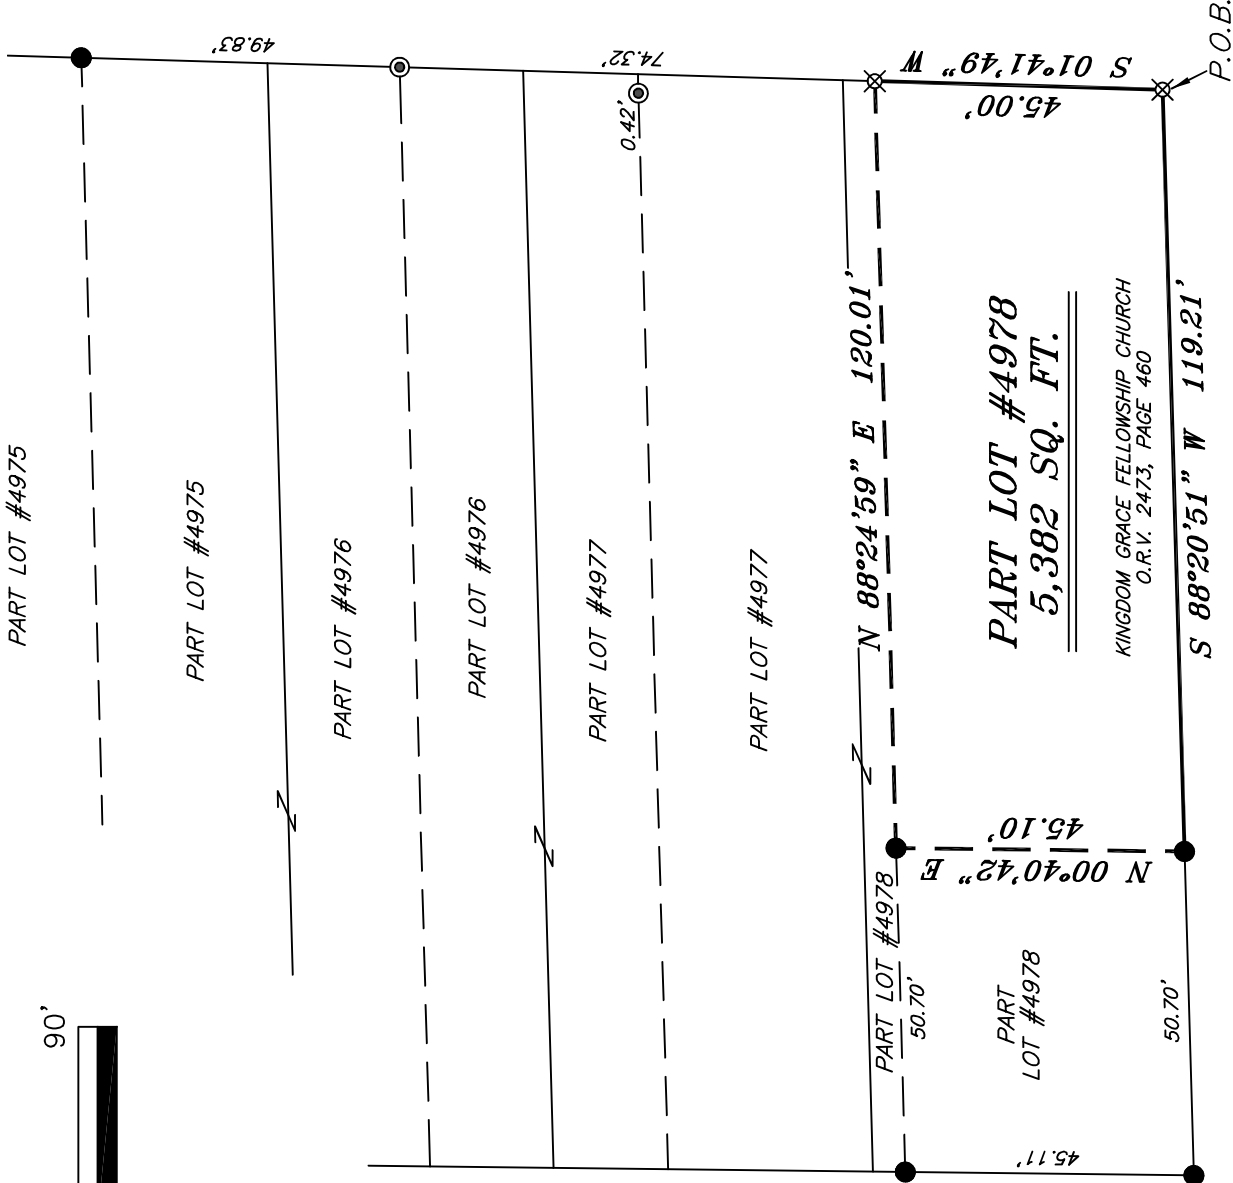 PART LOT #4975
PART LOT #4975
PART LOT #4976
PART LOT #4976
PART LOT #4977
PART LOT #4977
49.83'
74.32'
0.42'
S 01°41'49" W
45.00'
P.O.B.
N 88°24'59" E 120.01'
PART LOT #4978
5,382 SQ. FT.
KINGDOM GRACE FELLOWSHIP CHURCH
O.R.V. 2473, PAGE 460
S 88°20'51" W 119.21'
45.10'
N 00°40'42" E
PART LOT #4978
50.70'
PART
LOT #4978
50.70'
45.11'
90'